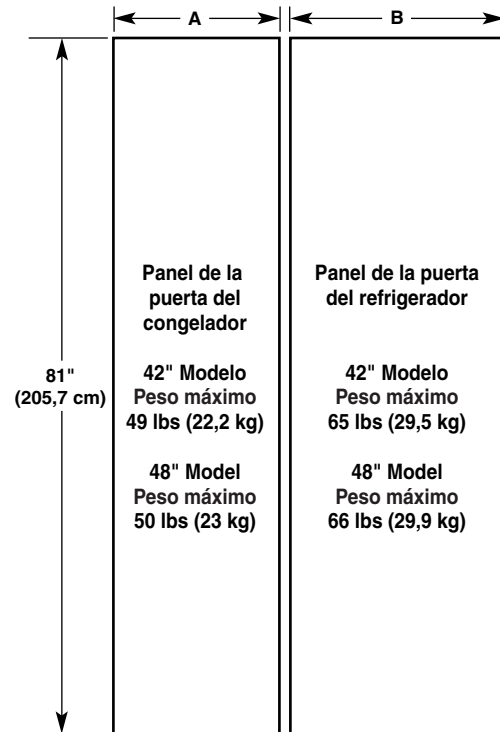 A
B
81"
(205,7 cm)
Panel de la
puerta del
congelador
42" Modelo
Peso máximo
49 lbs (22,2 kg)
48" Model
Peso máximo
50 lbs (23 kg)
Panel de la puerta
del refrigerador
42" Modelo
Peso máximo
65 lbs (29,5 kg)
48" Model
Peso máximo
66 lbs (29,9 kg)